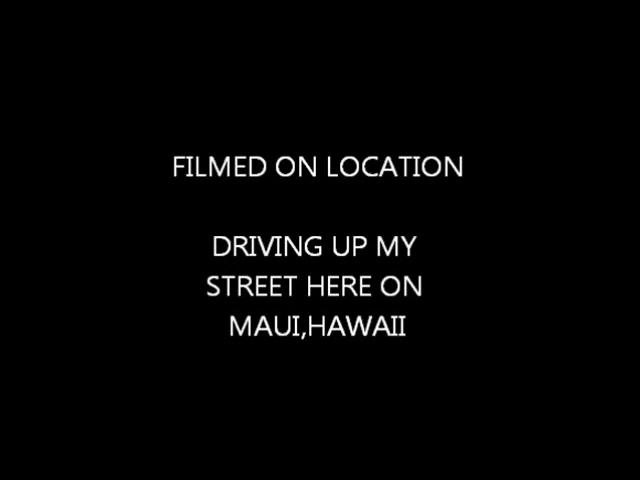 FILMED ON LOCATION
DRIVING UP MY
STREET HERE ON
MAUI,HAWAII